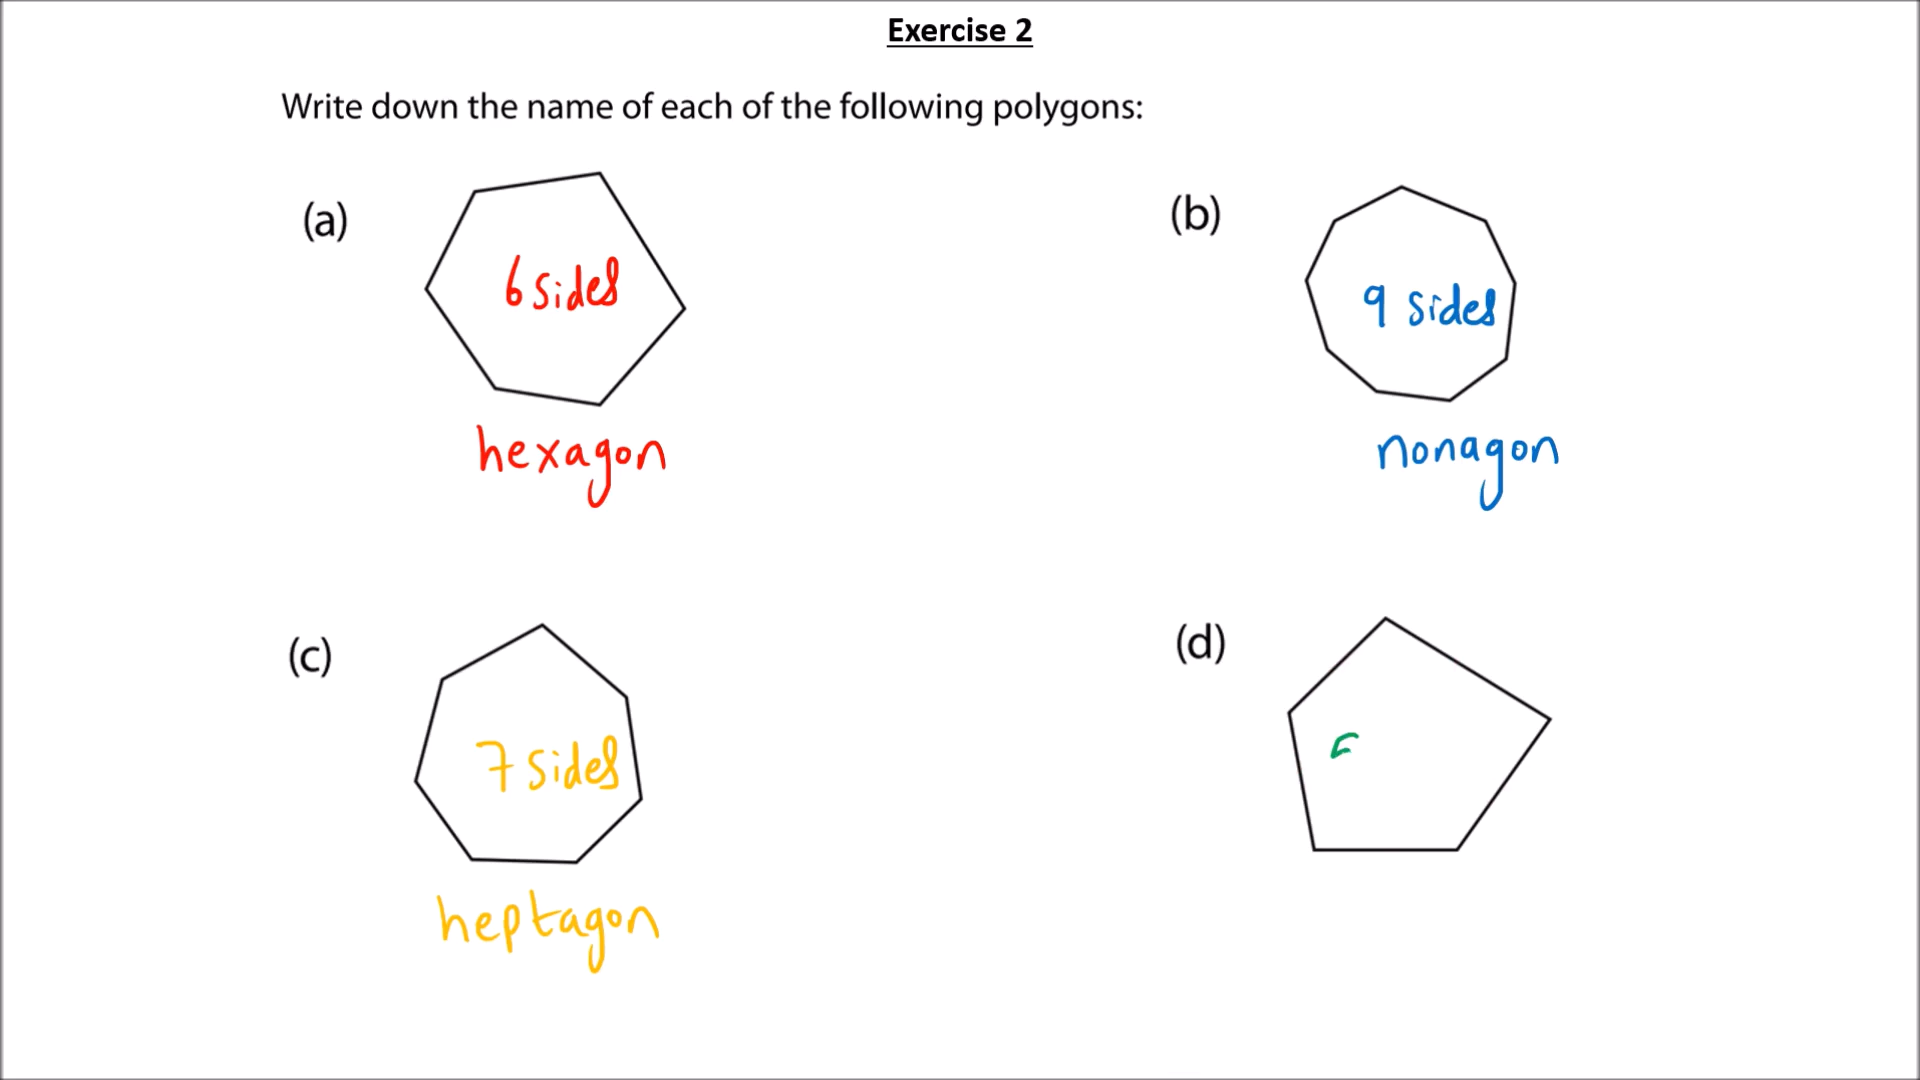 Exercise 2
Write down the name of each of the following polygons:
(a)
6 sides
hexagon
(b)
9 sides
nonagon
(c)
7 sides
heptagon
(d)